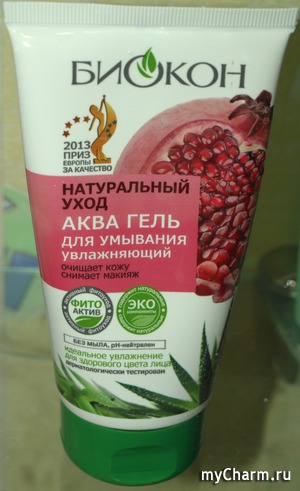 БИОКОН
2013
ПРИЗ
ЕВРОПЫ
ЗА КАЧЕСТВО
НАТУРАЛЬНЫЙ
УХОД
АКВА ГЕЛЬ
ДЛЯ УМЫВАНИЯ
увлажняющий
очищает кожу
снимает макияж
ФИТО
АКТИВ
ЭКО
КОМПОНЕНТЫ
БЕЗ МЫЛА, pH-нейтрален
идеальное увлажнение
для здорового цвета лица
дерматологически тестирован
myCharm.ru